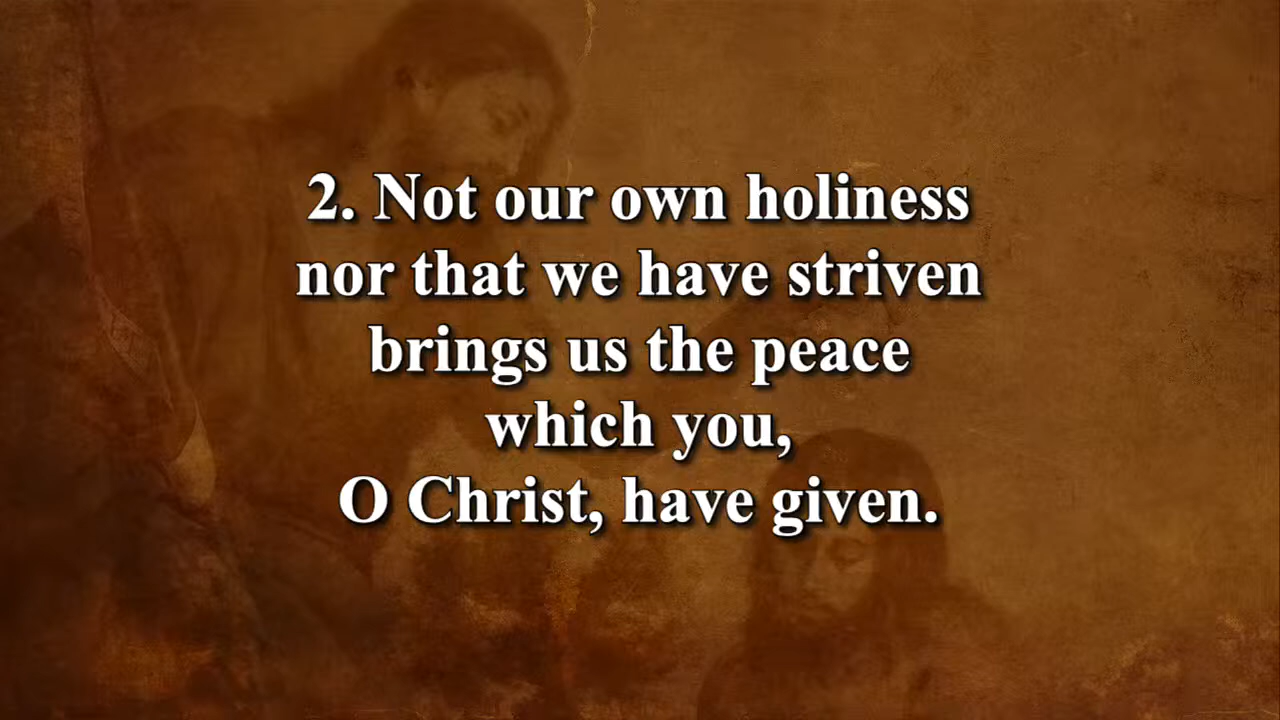 2. Not our own holiness
nor that we have striven
brings us the peace
which you,
O Christ, have given.